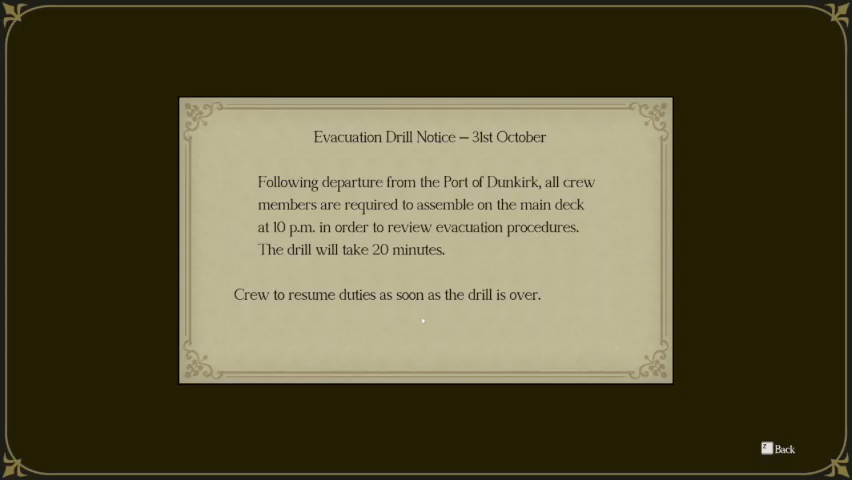 Evacuation Drill Notice – 31st October
Following departure from the Port of Dunkirk, all crew
members are required to assemble on the main deck
at 10 p.m. in order to review evacuation procedures.
The drill will take 20 minutes.
Crew to resume duties as soon as the drill is over.
Z Back